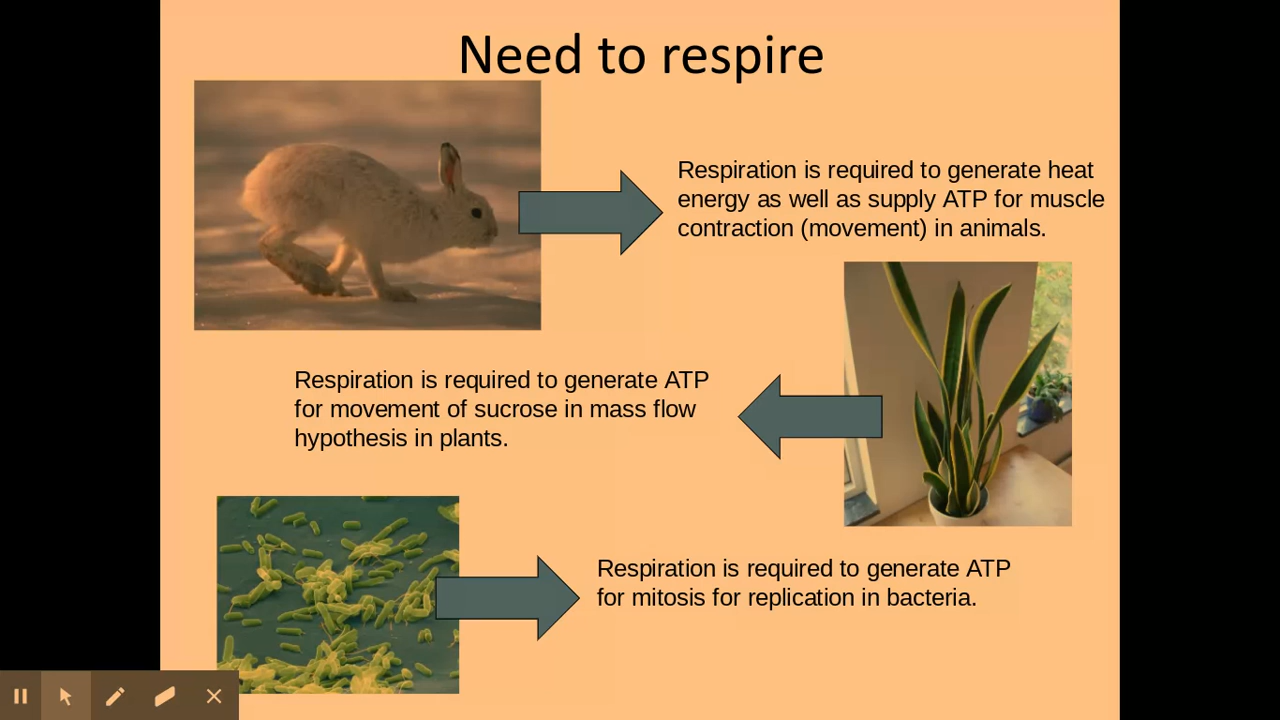 Need to respire
Respiration is required to generate heat
energy as well as supply ATP for muscle
contraction (movement) in animals.
Respiration is required to generate ATP
for movement of sucrose in mass flow
hypothesis in plants.
Respiration is required to generate ATP
for mitosis for replication in bacteria.